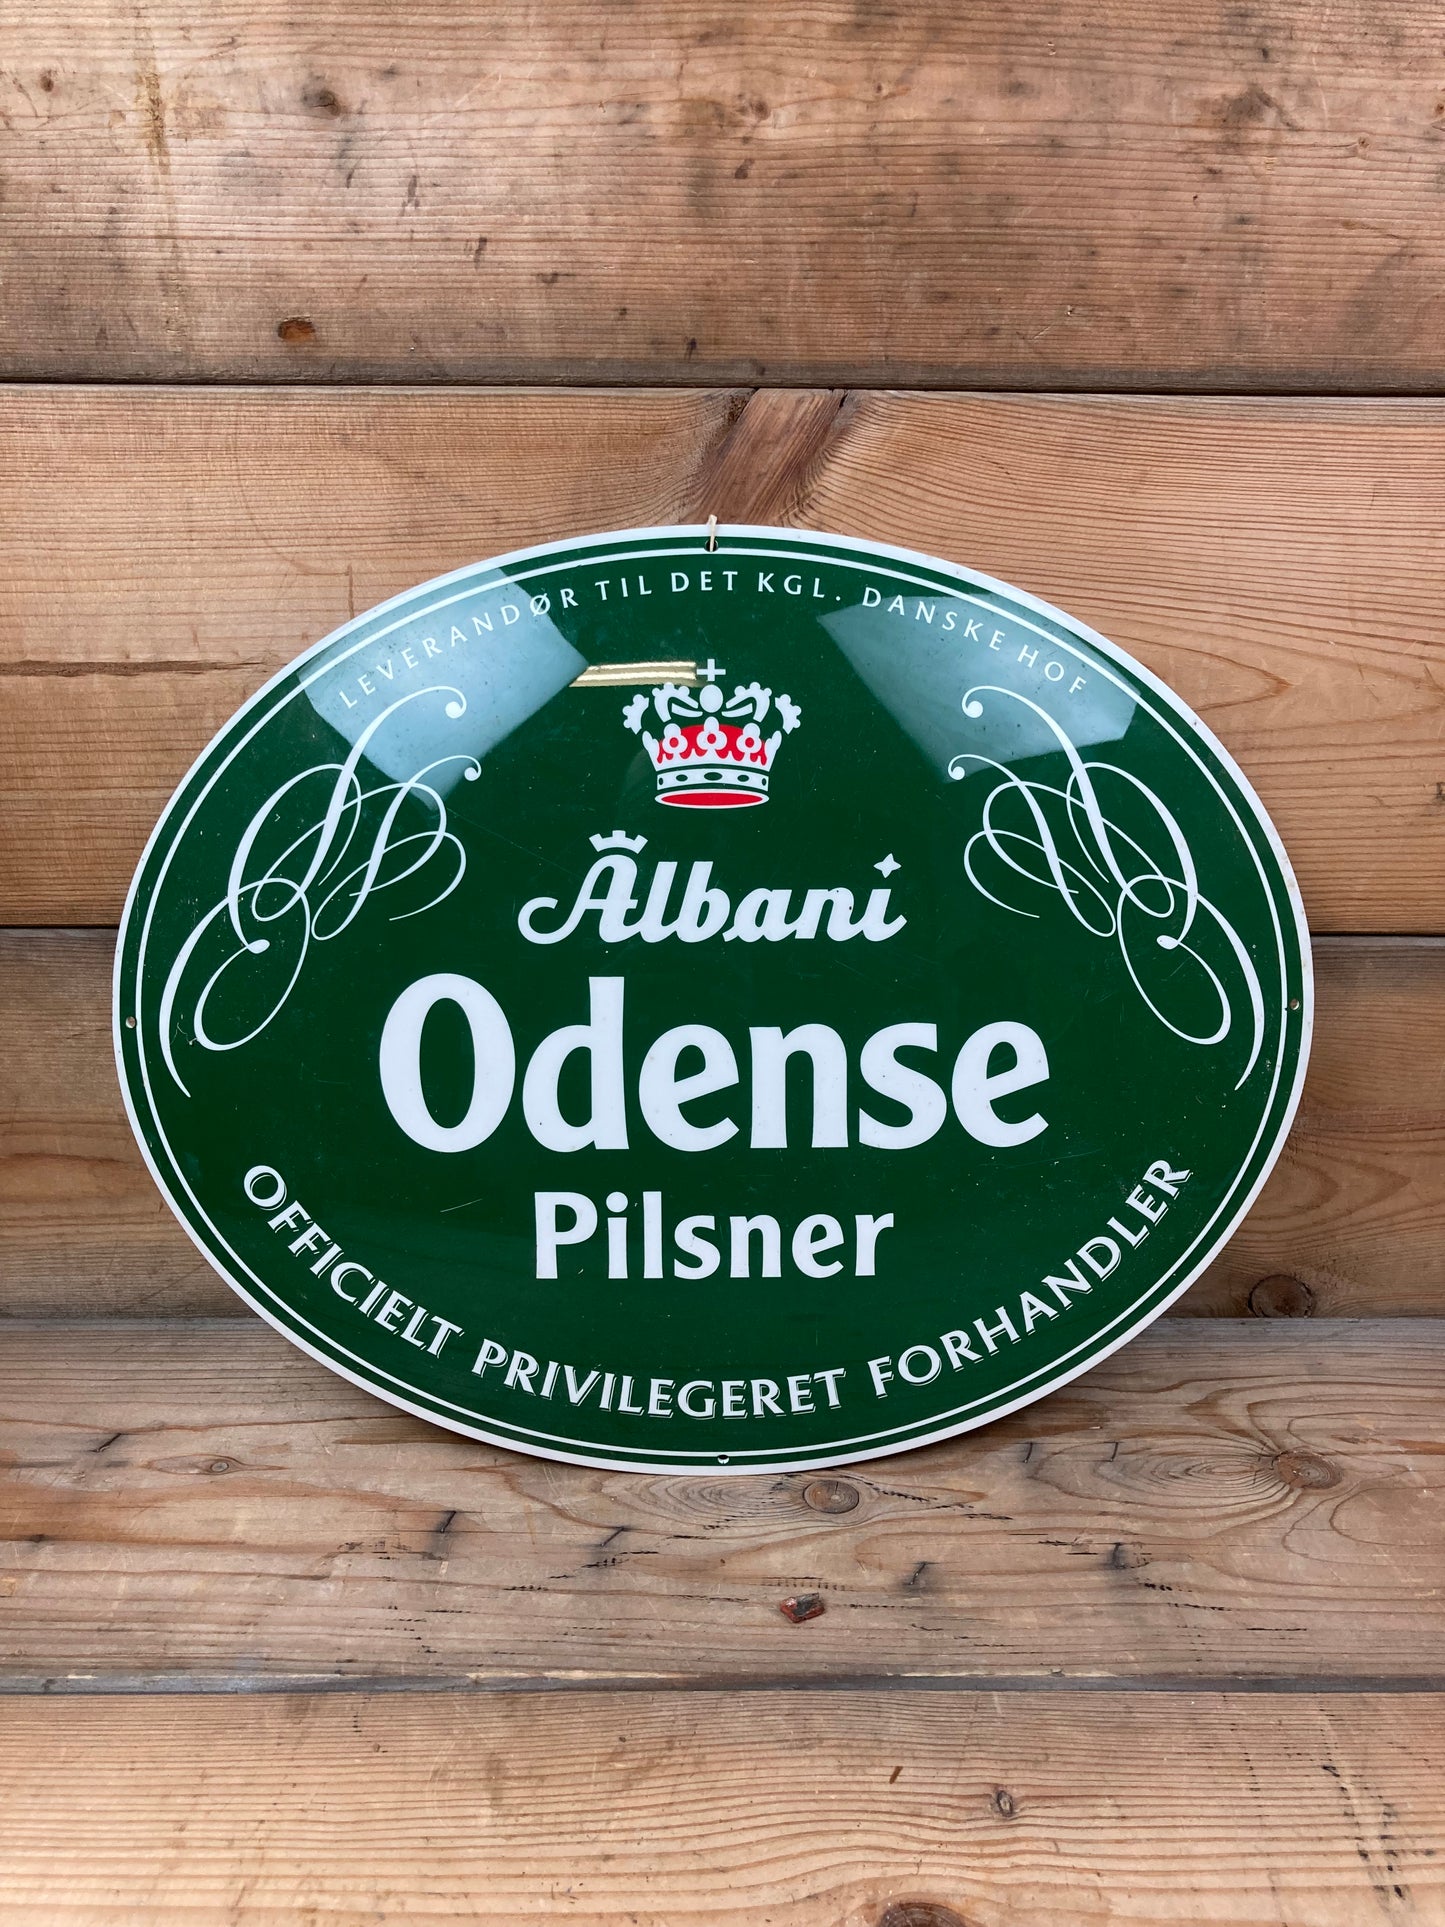 LEVERANDØR TIL DET KGL. DANSKE HOF
Albani
Odense
Pilsner
OFFICIELT PRIVILEGERET FORHANDLER